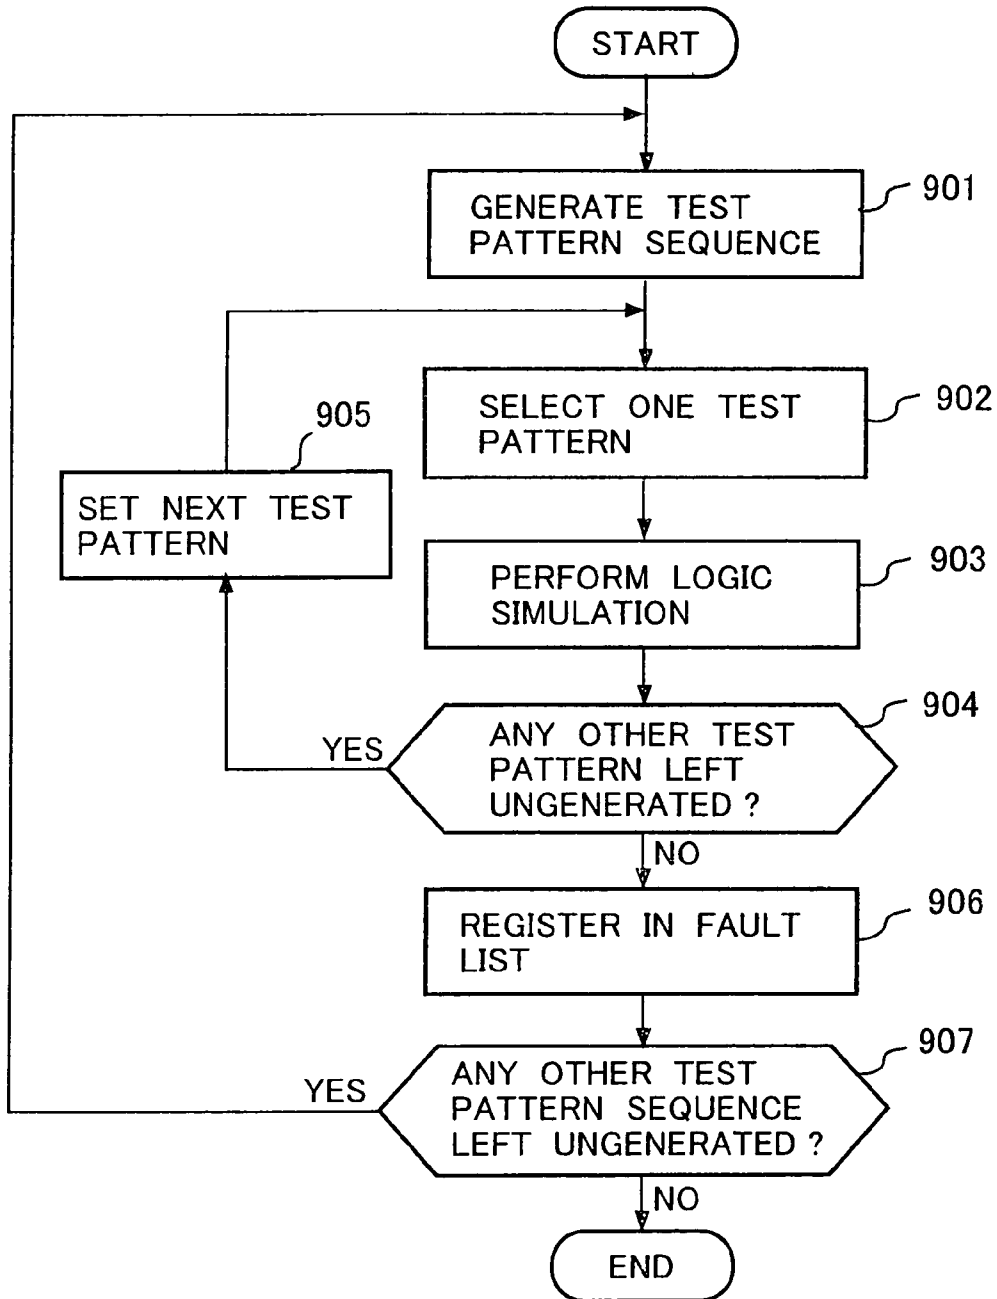 START
901
GENERATE TEST
PATTERN SEQUENCE
902
SELECT ONE TEST
PATTERN
905
SET NEXT TEST
PATTERN
903
PERFORM LOGIC
SIMULATION
904
ANY OTHER TEST
PATTERN LEFT
UNGENERATED ?
YES
NO
906
REGISTER IN FAULT
LIST
907
ANY OTHER TEST
PATTERN SEQUENCE
LEFT UNGENERATED ?
YES
NO
END